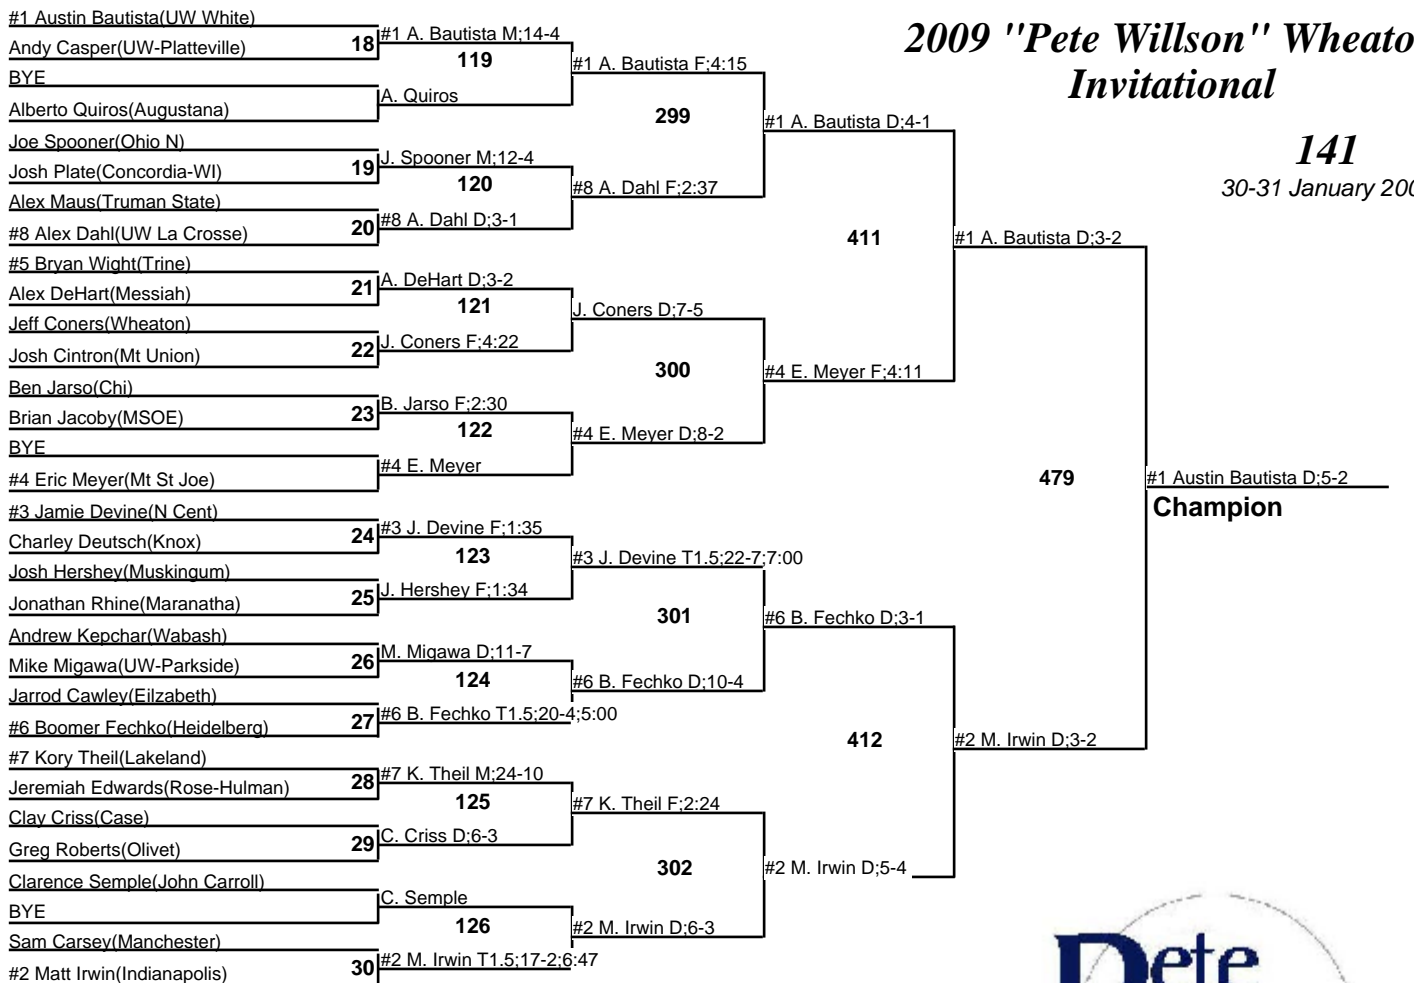 2009 "Pete Willson" Wheato
Invitational
141
30-31 January 200
#1 Austin Bautista(UW White)
Andy Casper(UW-Platteville)
BYE
Alberto Quiros(Augustana)
Joe Spooner(Ohio N)
Josh Plate(Concordia-WI)
Alex Maus(Truman State)
#8 Alex Dahl(UW La Crosse)
#5 Bryan Wight(Trine)
Alex DeHart(Messiah)
Jeff Coners(Wheaton)
Josh Cintron(Mt Union)
Ben Jarso(Chi)
Brian Jacoby(MSOE)
BYE
#4 Eric Meyer(Mt St Joe)
#3 Jamie Devine(N Cent)
Charley Deutsch(Knox)
Josh Hershey(Muskingum)
Jonathan Rhine(Maranatha)
Andrew Kepchar(Wabash)
Mike Migawa(UW-Parkside)
Jarrod Cawley(Eilzabeth)
#6 Boomer Fechko(Heidelberg)
#7 Kory Theil(Lakeland)
Jeremiah Edwards(Rose-Hulman)
Clay Criss(Case)
Greg Roberts(Olivet)
Clarence Semple(John Carroll)
BYE
Sam Carsey(Manchester)
#2 Matt Irwin(Indianapolis)
18
19
20
21
22
23
24
25
26
27
28
29
30
#1 A. Bautista M;14-4
119
A. Quiros
J. Spooner M;12-4
120
#8 A. Dahl D;3-1
A. DeHart D;3-2
121
J. Coners F;4:22
B. Jarso F;2:30
122
#4 E. Meyer
#3 J. Devine F;1:35
123
J. Hershey F;1:34
M. Migawa D;11-7
124
#6 B. Fechko T1.5;20-4;5:00
#7 K. Theil M;24-10
125
C. Criss D;6-3
C. Semple
126
#2 M. Irwin T1.5;17-2;6:47
#1 A. Bautista F;4:15
299
#8 A. Dahl F;2:37
J. Coners D;7-5
300
#4 E. Meyer D;8-2
#3 J. Devine T1.5;22-7;7:00
301
#6 B. Fechko D;10-4
#7 K. Theil F;2:24
302
#2 M. Irwin D;6-3
#1 A. Bautista D;4-1
411
#4 E. Meyer F;4:11
#6 B. Fechko D;3-1
412
#2 M. Irwin D;5-4
#1 A. Bautista D;3-2
479
#2 M. Irwin D;3-2
#1 Austin Bautista D;5-2
Champion
Pete